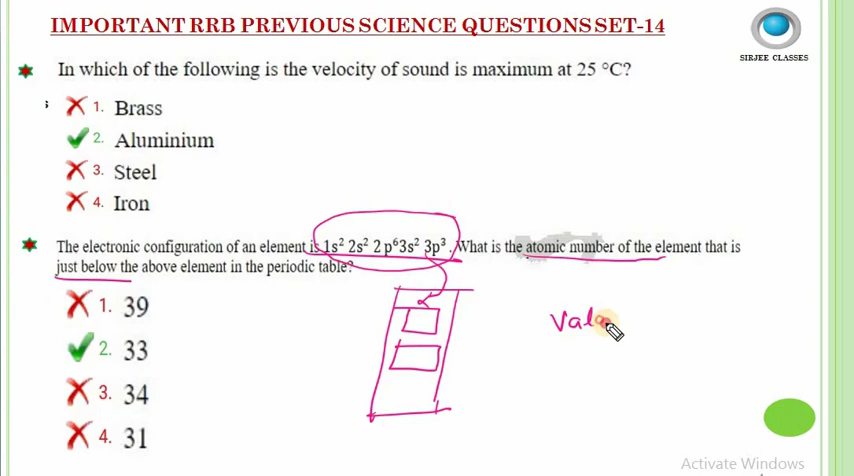 IMPORTANT RRB PREVIOUS SCIENCE QUESTIONS SET-14
SIRJEE CLASSES
In which of the following is the velocity of sound is maximum at 25 °C?
1. Brass
2. Aluminium
3. Steel
4. Iron
The electronic configuration of an element is 1s² 2s² 2 p⁶3s² 3p³. What is the atomic number of the element that is
just below the above element in the periodic table?
1. 39
2. 33
3. 34
4. 31
Val
Activate Windows